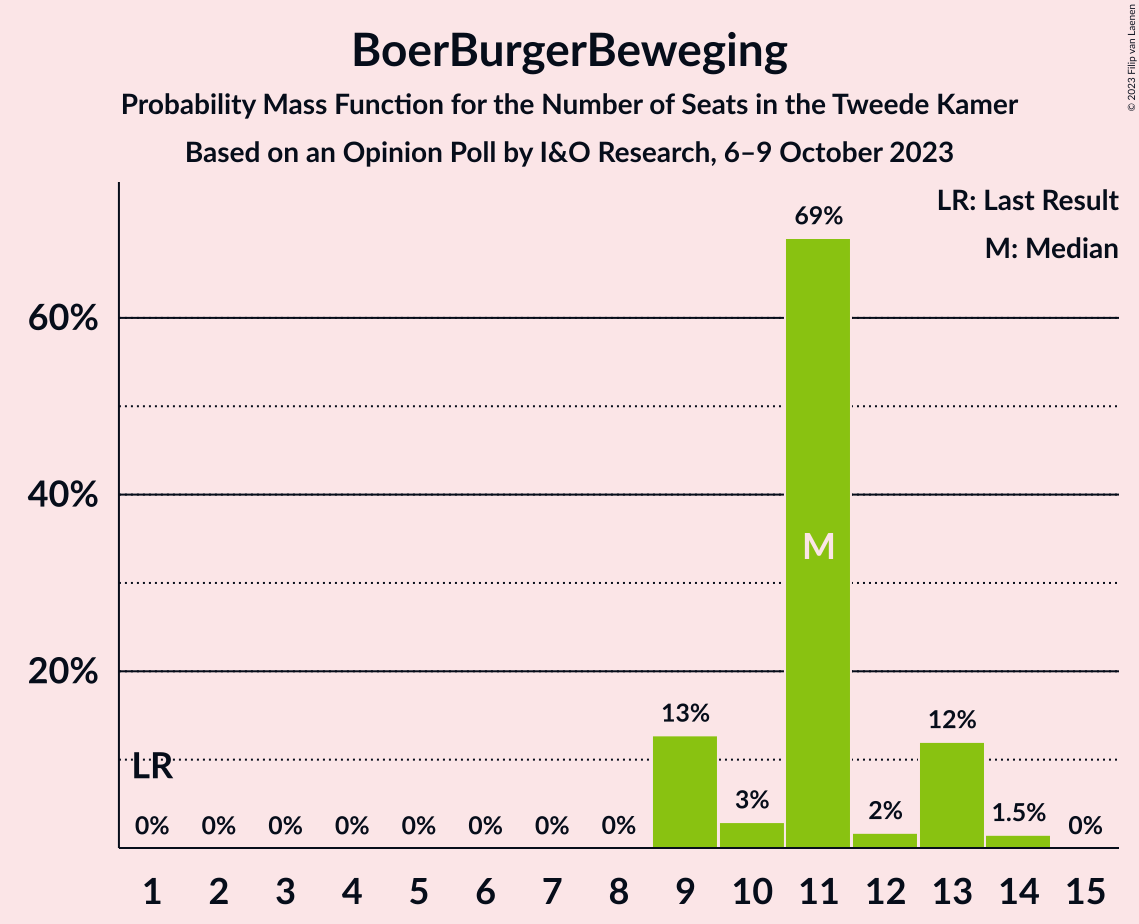 BoerBurgerBeweging
Probability Mass Function for the Number of Seats in the Tweede Kamer
Based on an Opinion Poll by I&O Research, 6–9 October 2023
© 2023 Filip van Laenen
LR: Last Result
M: Median
69%
60%
40%
M
20%
13%
12%
LR
3%
2%
1.5%
0% 0% 0% 0% 0% 0% 0% 0% 0%
1 2 3 4 5 6 7 8 9 10 11 12 13 14 15